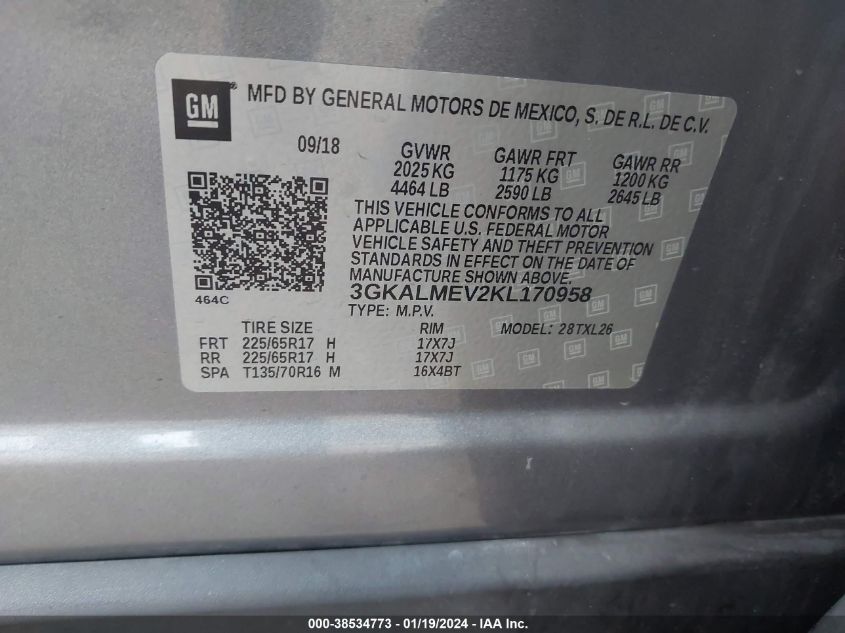 GM ® MFD BY GENERAL MOTORS DE MEXICO, S. DE R.L. DE C.V.
09/18 GVWR GAWR FRT GAWR RR
2025 KG 1175 KG 1200 KG
4464 LB 2590 LB 2645 LB
THIS VEHICLE CONFORMS TO ALL
APPLICABLE U.S. FEDERAL MOTOR
VEHICLE SAFETY AND THEFT PREVENTION
STANDARDS IN EFFECT ON THE DATE OF
MANUFACTURE SHOWN ABOVE.
464C 3GKALMEV2KL170958
TYPE: M.P.V.
TIRE SIZE RIM MODEL: 28TXL26
FRT 225/65R17 H 17X7J
RR 225/65R17 H 17X7J
SPA T135/70R16 M 16X4BT
000-38534773 - 01/19/2024 - IAA Inc.